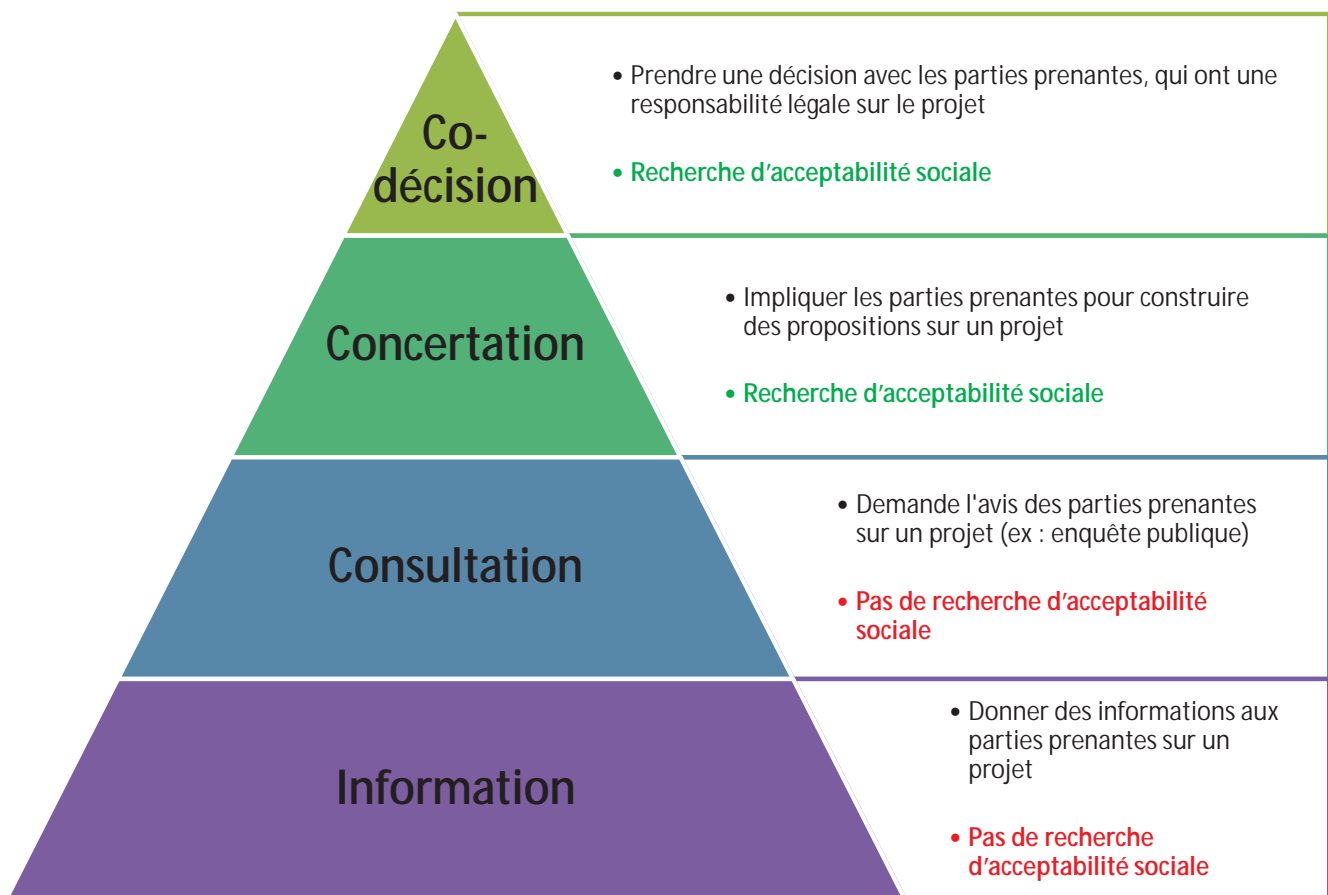 Co-
décision
• Prendre une décision avec les parties prenantes, qui ont une
responsabilité légale sur le projet
• Recherche d'acceptabilité sociale
Concertation
• Impliquer les parties prenantes pour construire
des propositions sur un projet
• Recherche d'acceptabilité sociale
Consultation
• Demande l'avis des parties prenantes
sur un projet (ex : enquête publique)
• Pas de recherche d'acceptabilité
sociale
Information
• Donner des informations aux
parties prenantes sur un
projet
• Pas de recherche
d'acceptabilité sociale